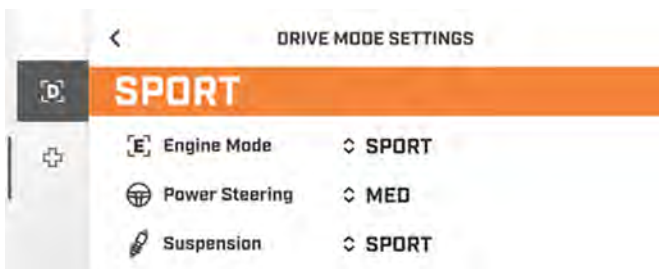 DRIVE MODE SETTINGS
[D]
SPORT
[E] Engine Mode SPORT
Power Steering MED
Suspension SPORT